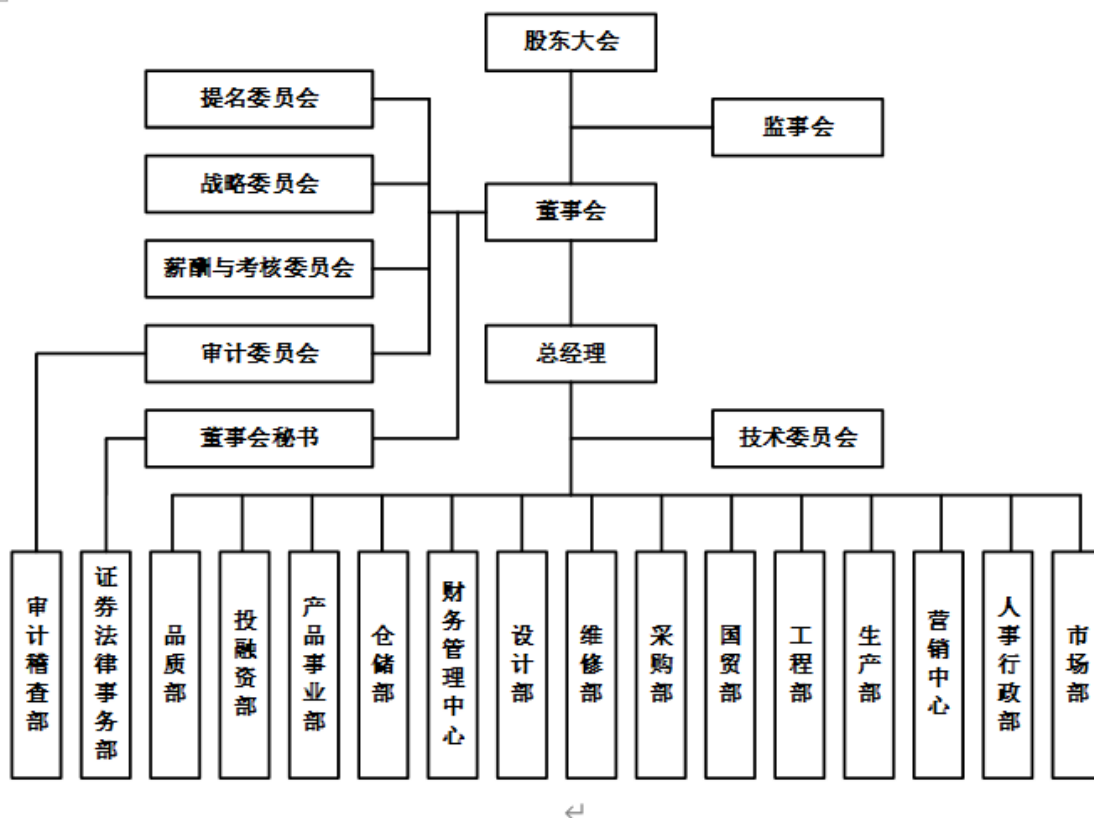 股东大会
提名委员会
监事会
战略委员会
董事会
薪酬与考核委员会
审计委员会
总经理
董事会秘书
技术委员会
审计稽查部
证券法律事务部
品质部
投融资部
产品事业部
仓储部
财务管理中心
设计部
维修部
采购部
国贸部
工程部
生产部
营销中心
人事行政部
市场部